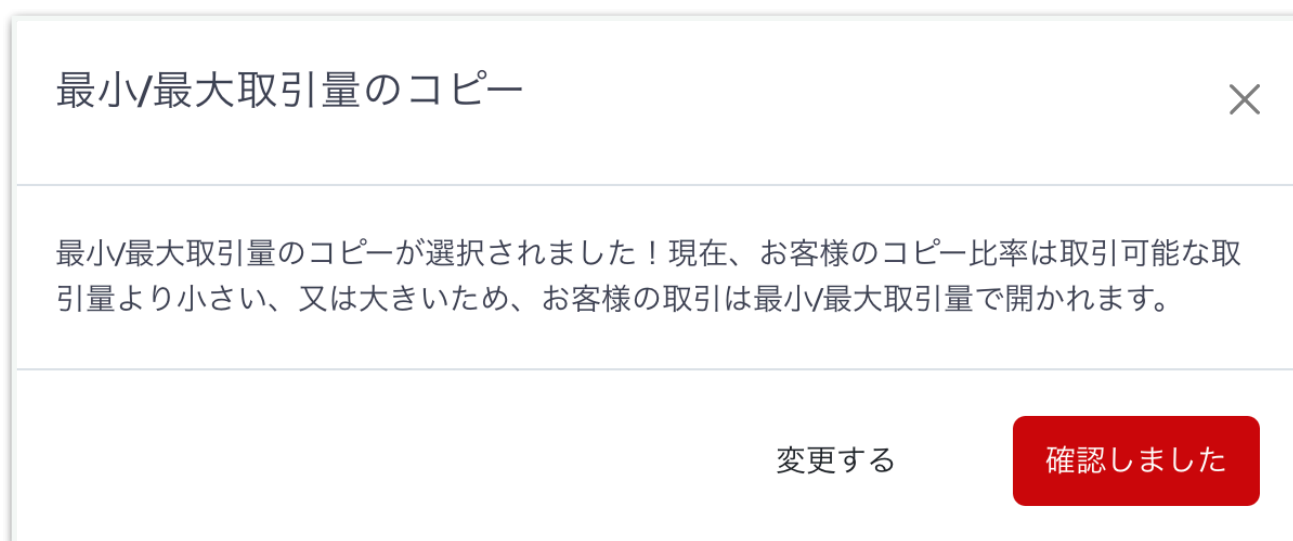 最小/最大取引量のコピー
最小/最大取引量のコピーが選択されました！現在、お客様のコピー比率は取引可能な取
引量より小さい、又は大きいため、お客様の取引は最小/最大取引量で開かれます。
変更する
確認しました